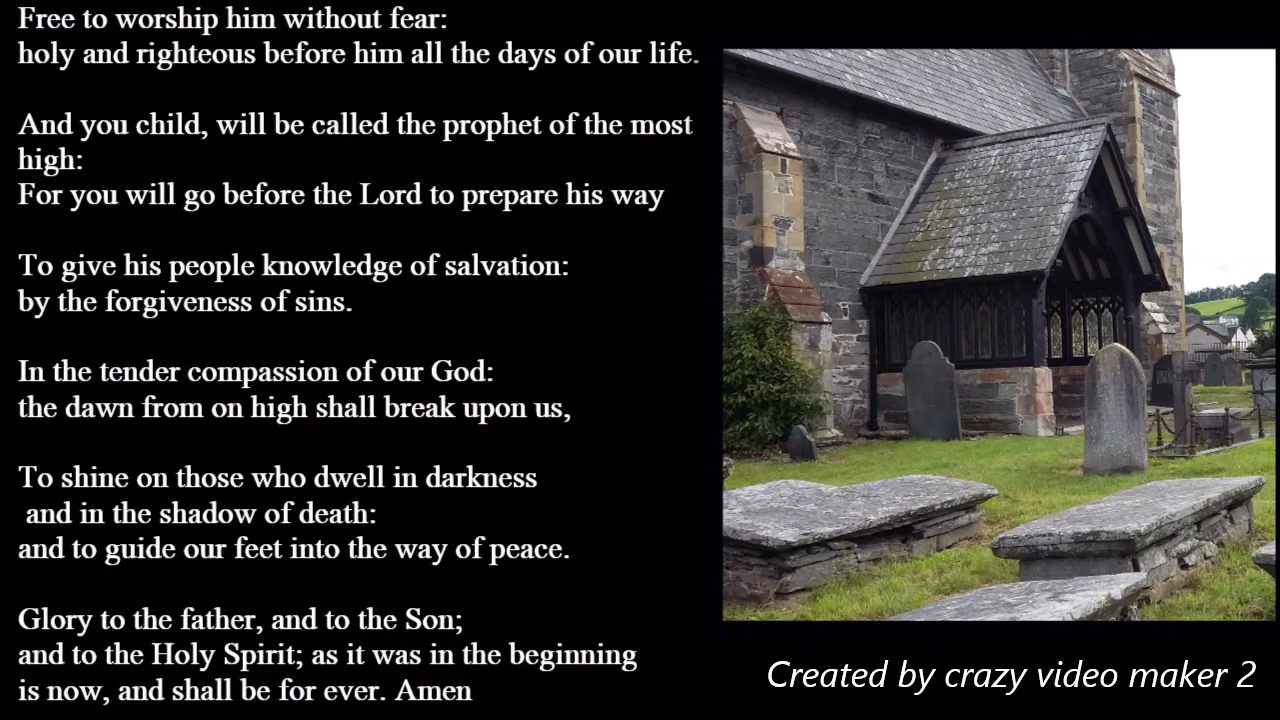 Free to worship him without fear:
holy and righteous before him all the days of our life.
And you child, will be called the prophet of the most
high:
For you will go before the Lord to prepare his way
To give his people knowledge of salvation:
by the forgiveness of sins.
In the tender compassion of our God:
the dawn from on high shall break upon us,
To shine on those who dwell in darkness
and in the shadow of death:
and to guide our feet into the way of peace.
Glory to the father, and to the Son;
and to the Holy Spirit; as it was in the beginning
is now, and shall be for ever. Amen
Created by crazy video maker 2